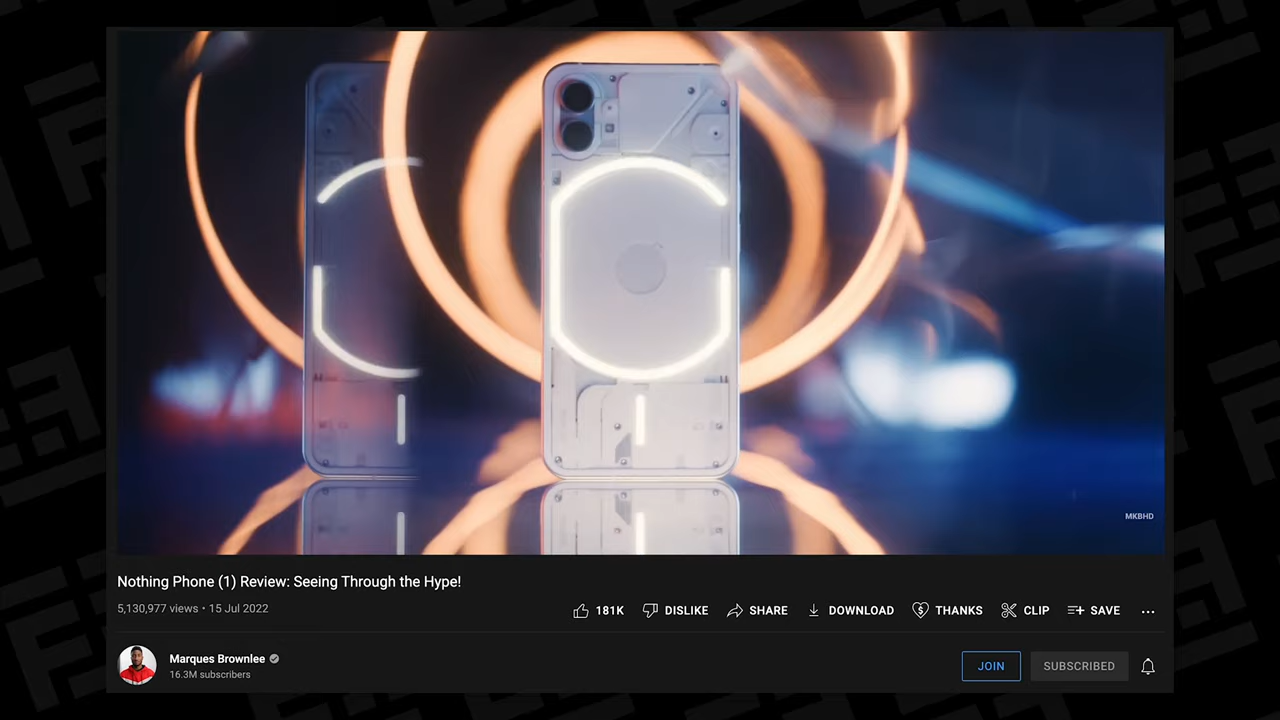 MKBHD
Nothing Phone (1) Review: Seeing Through the Hype!
5,130,977 views • 15 Jul 2022
181K DISLIKE SHARE DOWNLOAD THANKS CLIP SAVE
Marques Brownlee
16.3M subscribers
JOIN SUBSCRIBED